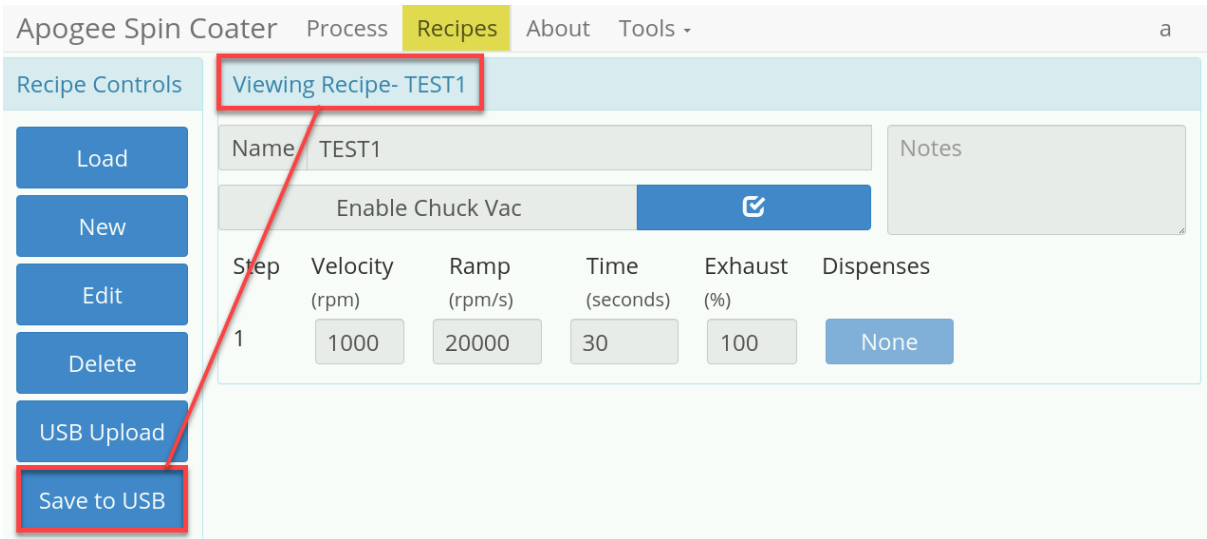 Apogee Spin Coater Process Recipes About Tools a
Recipe Controls
Load
New
Edit
Delete
USB Upload
Save to USB
Viewing Recipe- TEST1
Name TEST1
Notes
Enable Chuck Vac
Step Velocity Ramp Time Exhaust Dispenses
(rpm) (rpm/s) (seconds) (%)
1 1000 20000 30 100 None